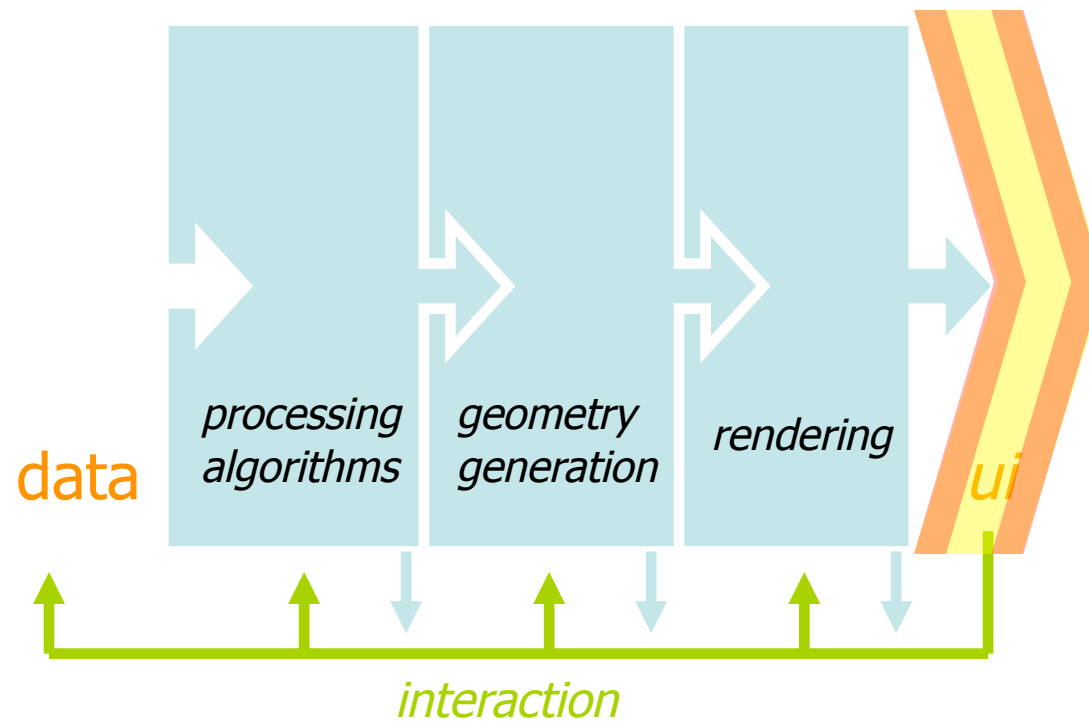 data
processing
algorithms
geometry
generation
rendering
ui
interaction